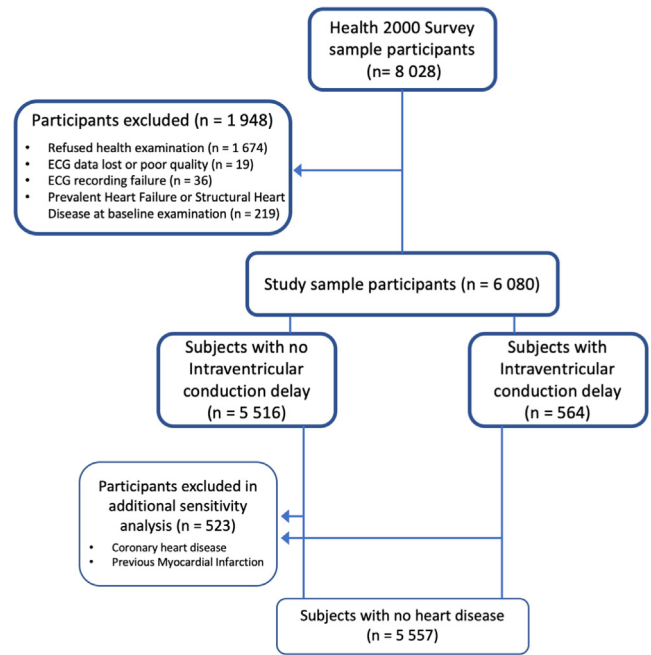 Health 2000 Survey
sample participants
(n= 8 028)
Participants excluded (n = 1 948)
• Refused health examination (n = 1 674)
• ECG data lost or poor quality (n = 19)
• ECG recording failure (n = 36)
• Prevalent Heart Failure or Structural Heart
Disease at baseline examination (n = 219)
Study sample participants (n = 6 080)
Subjects with no
Intraventricular
conduction delay
(n = 5 516)
Subjects with
Intraventricular
conduction delay
(n = 564)
Participants excluded in
additional sensitivity
analysis (n = 523)
• Coronary heart disease
• Previous Myocardial Infarction
Subjects with no heart disease
(n = 5 557)